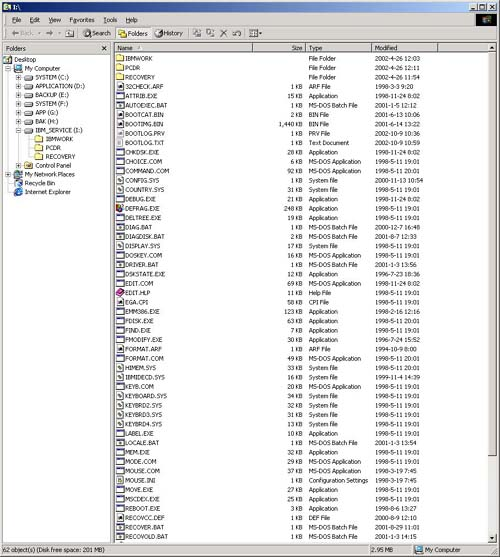 I:\
File Edit View Favorites Tools Help
Back Search Folders History
Folders
Name Size Type Modified
Desktop
My Computer
SYSTEM (C:)
APPLICATION (D:)
BACKUP (E:)
SYSTEM (F:)
APP (G:)
BAK (H:)
IBM_SERVICE (I:)
IBMWORK
PCDR
RECOVERY
Control Panel
My Network Places
Recycle Bin
Internet Explorer
IBMWORK File Folder 2002-4-26 12:03
PCDR File Folder 2002-4-26 12:11
RECOVERY File Folder 2002-4-26 11:54
32CHECK.ARF 1 KB ARF File 1998-3-3 9:20
ATTRIB.EXE 15 KB Application 1998-11-24 8:02
AUTOEXEC.BAT 1 KB MS-DOS Batch File 2001-1-5 12:12
BOOTCAT.BIN 2 KB BIN File 2001-6-13 10:06
BOOTIMG.BIN 1,440 KB BIN File 2001-6-14 13:22
BOOTLOG.PRV 1 KB PRV File 2002-10-9 10:36
BOOTLOG.TXT 1 KB Text Document 2002-10-9 10:59
CHKDSK.EXE 28 KB Application 1998-11-24 8:02
CHOICE.COM 6 KB MS-DOS Application 1998-5-11 19:01
COMMAND.COM 92 KB MS-DOS Application 1998-5-11 20:01
CONFIG.SYS 1 KB System file 2000-11-13 10:54
COUNTRY.SYS 31 KB System file 1998-5-11 19:01
DEBUG.EXE 21 KB Application 1998-11-24 8:02
DEFRAG.EXE 248 KB Application 1998-5-11 19:01
DELTREE.EXE 19 KB Application 1998-5-11 19:01
DIAG.BAT 1 KB MS-DOS Batch File 2000-12-7 16:48
DIAGDISK.BAT 2 KB MS-DOS Batch File 2001-8-7 12:33
DISPLAY.SYS 17 KB System file 1998-5-11 19:01
DOSKEY.COM 16 KB MS-DOS Application 1998-5-11 19:01
DRIVER.BAT 1 KB MS-DOS Batch File 2001-1-3 13:56
DSKSTATE.EXE 12 KB Application 1996-7-23 18:36
EDIT.COM 69 KB MS-DOS Application 1998-11-24 8:02
EDIT.HLP 11 KB Help File 1998-5-11 19:01
EGA.CPI 58 KB CPI File 1998-5-11 19:01
EMM386.EXE 123 KB Application 1998-2-16 12:16
FDISK.EXE 63 KB Application 1998-5-11 20:01
FIND.EXE 7 KB Application 1998-5-11 19:01
FMODIFY.EXE 30 KB Application 1996-7-24 15:52
FORMAT.ARF 1 KB ARF File 1994-10-9 8:00
FORMAT.COM 49 KB MS-DOS Application 1998-5-11 20:01
HIMEM.SYS 33 KB System file 1998-5-11 20:01
IBMIDECD.SYS 16 KB System file 1999-11-4 14:39
KEYB.COM 20 KB MS-DOS Application 1998-5-11 19:01
KEYBOARD.SYS 34 KB System file 1998-5-11 19:01
KEYBRD2.SYS 32 KB System file 1998-5-11 19:01
KEYBRD3.SYS 31 KB System file 1998-5-11 19:01
KEYBRD4.SYS 13 KB System file 1998-5-11 19:01
LABEL.EXE 10 KB Application 1998-5-11 19:01
LOCALE.BAT 1 KB MS-DOS Batch File 2001-1-3 13:54
MEM.EXE 32 KB Application 1998-5-11 19:01
MODE.COM 29 KB MS-DOS Application 1998-5-11 19:01
MOUSE.COM 37 KB MS-DOS Application 1998-3-19 7:45
MOUSE.INI 1 KB Configuration Settings 1998-3-19 7:45
MOVE.EXE 27 KB Application 1998-5-11 19:01
MSCDEX.EXE 25 KB Application 1998-5-11 19:01
REBOOT.EXE 3 KB Application 1998-8-6 13:27
RECOVCC.DEF 1 KB DEF File 2000-8-9 12:10
RECOVER.BAT 1 KB MS-DOS Batch File 2001-8-29 11:01
RECOVOLD.BAT 1 KB MS-DOS Batch File 2001-1-3 14:15
62 object(s) (Disk free space: 201 MB) 2.95 MB My Computer